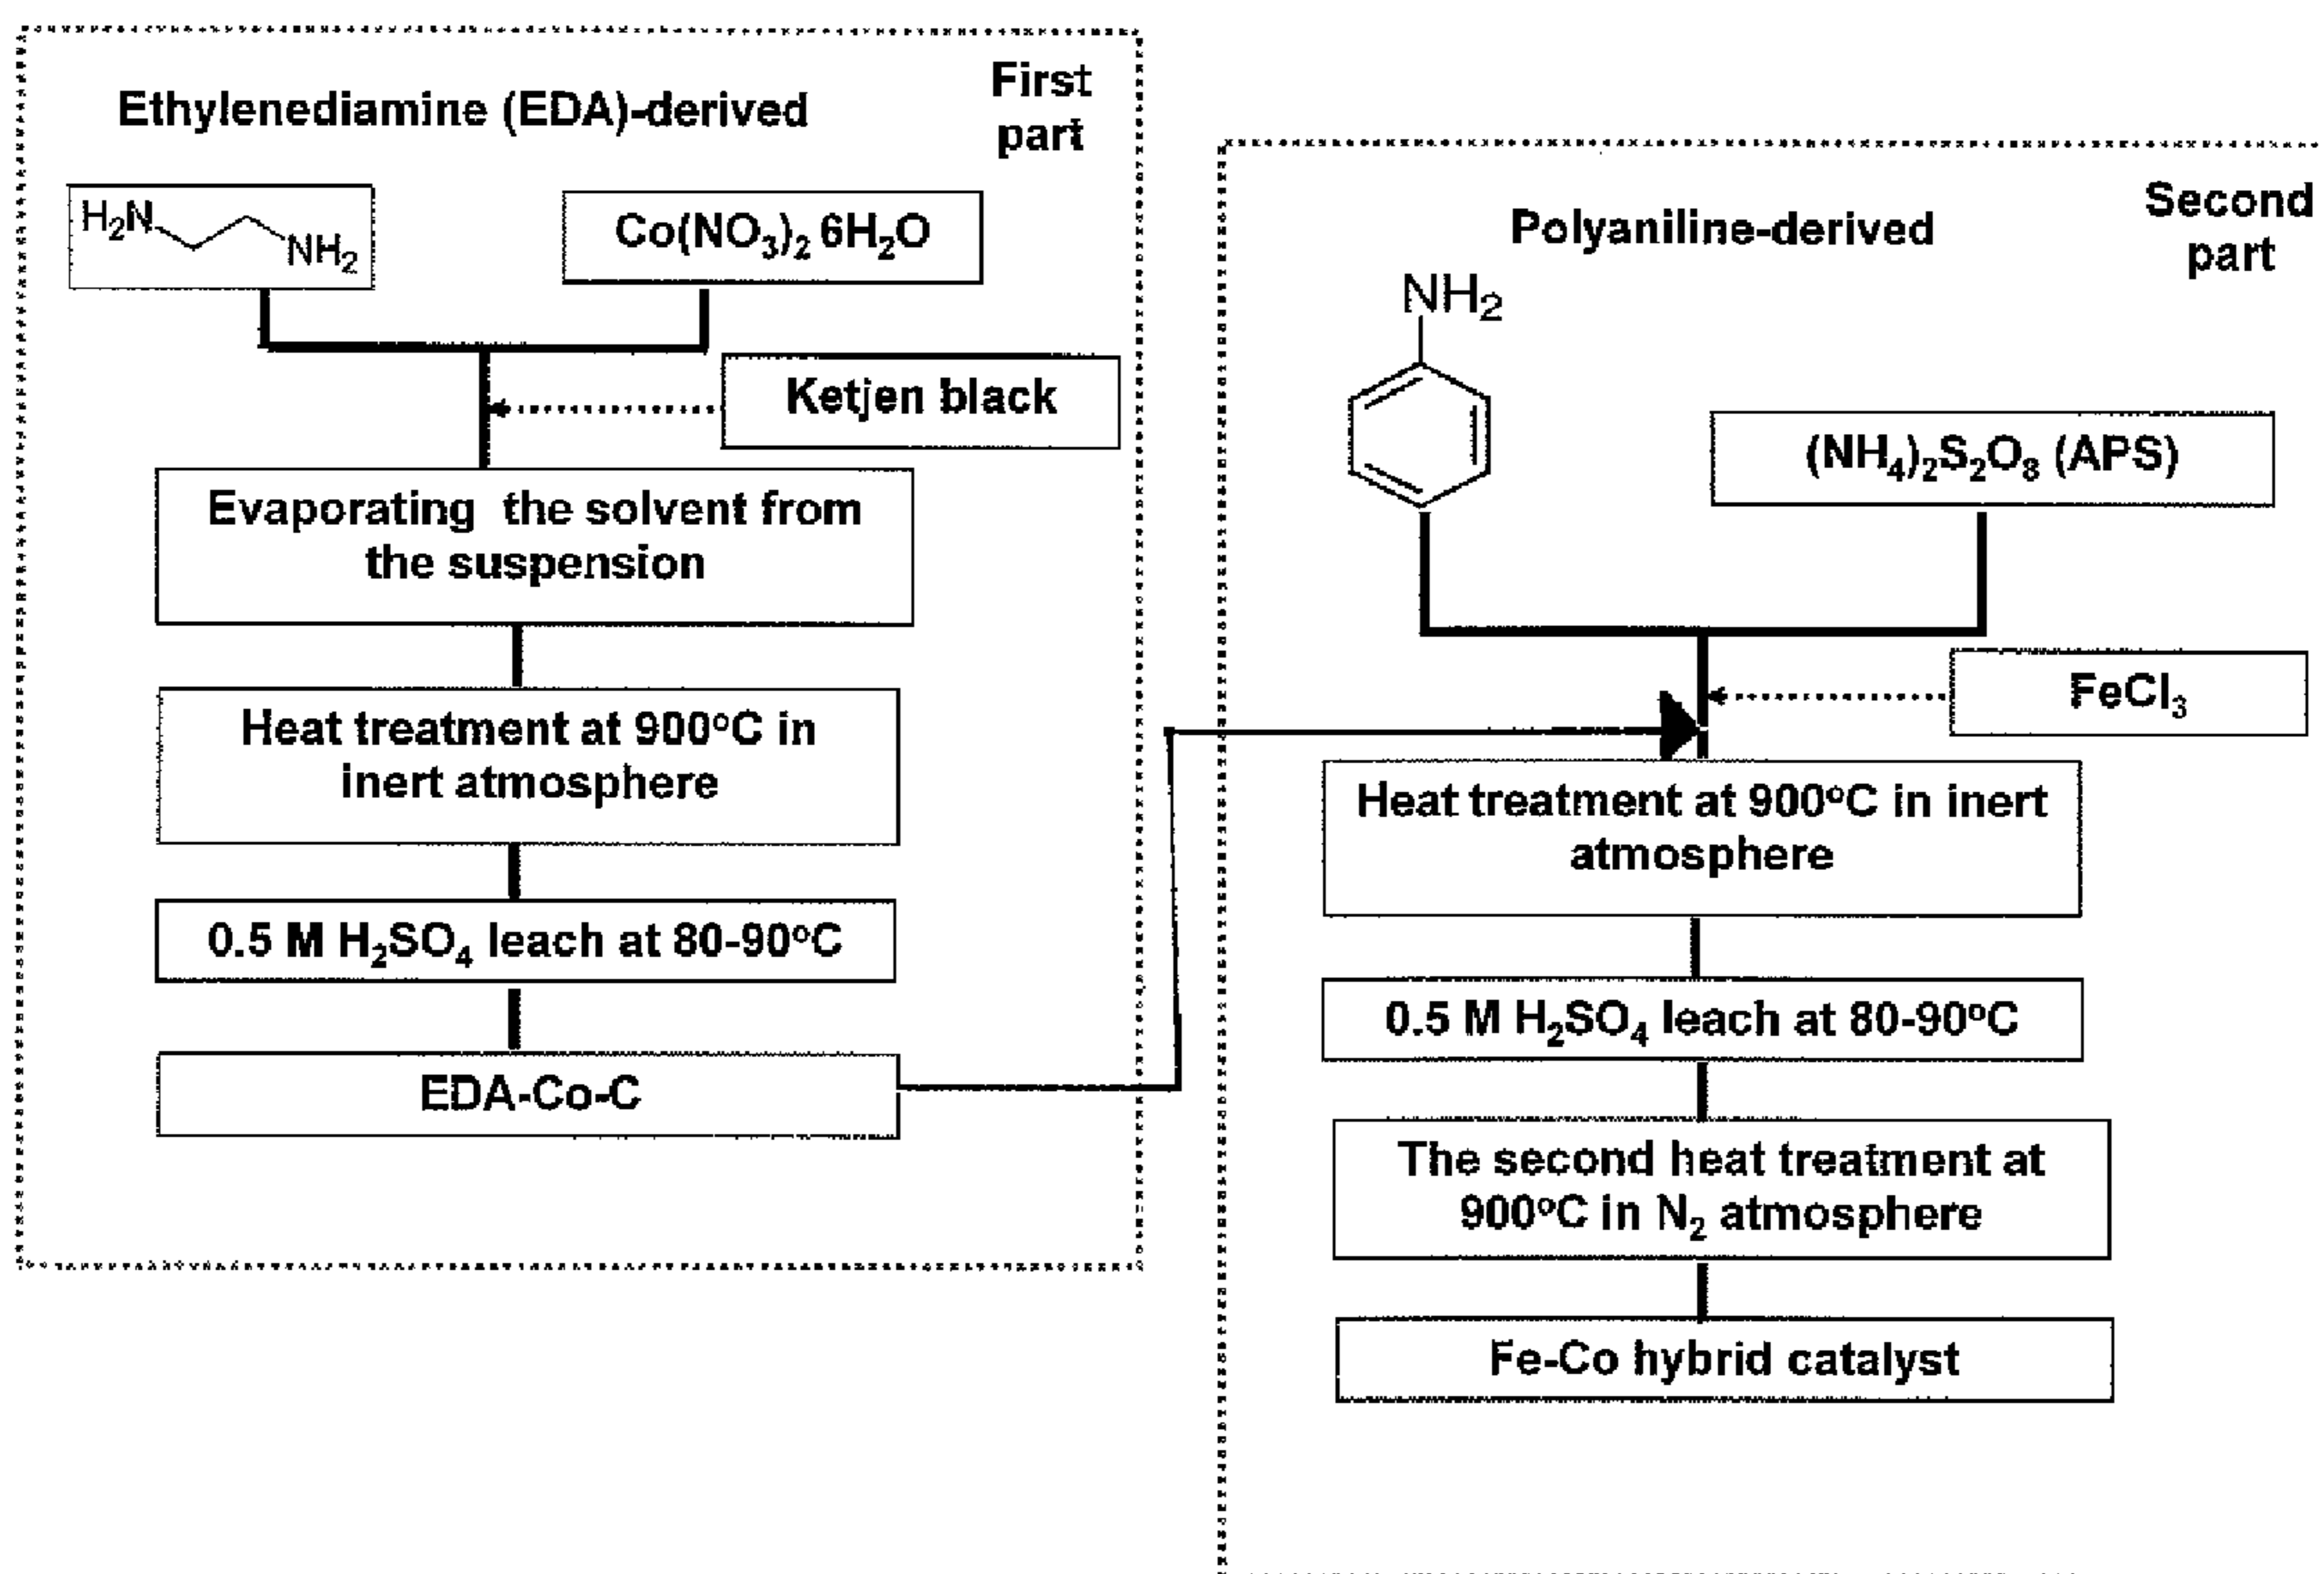 First
part
Ethylenediamine (EDA)-derived
H₂N
NH₂
Co(NO₃)₂ 6H₂O
Ketjen black
Evaporating the solvent from
the suspension
Heat treatment at 900°C in
inert atmosphere
0.5 M H₂SO₄ leach at 80-90°C
EDA-Co-C
Second
part
Polyaniline-derived
NH₂
(NH₄)₂S₂O₈ (APS)
FeCl₃
Heat treatment at 900°C in inert
atmosphere
0.5 M H₂SO₄ leach at 80-90°C
The second heat treatment at
900°C in N₂ atmosphere
Fe-Co hybrid catalyst